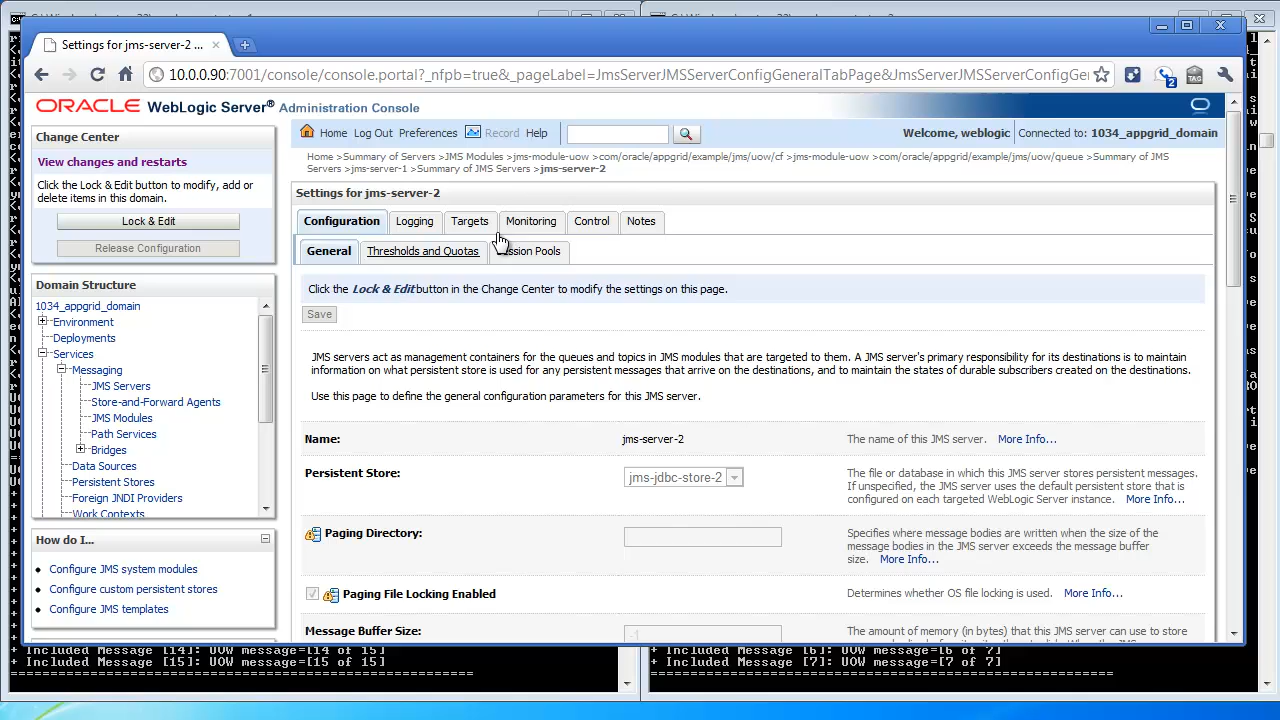 Settings for jms-server-2 ...
10.0.0.90:7001/console/console.portal?_nfpb=true&_pageLabel=JmsServerJMSServerConfigGeneralTabPage&JmsServerJMSServerConfigGe
2
TAG
ORACLE WebLogic Server® Administration Console
Change Center
View changes and restarts
Click the Lock & Edit button to modify, add or
delete items in this domain.
Lock & Edit
Release Configuration
Domain Structure
1034_appgrid_domain
Environment
Deployments
Services
Messaging
JMS Servers
Store-and-Forward Agents
JMS Modules
Path Services
Bridges
Data Sources
Persistent Stores
Foreign JNDI Providers
Work Contexts
How do I...
Configure JMS system modules
Configure custom persistent stores
Configure JMS templates
Home Log Out Preferences Record Help
Welcome, weblogic Connected to: 1034_appgrid_domain
Home >Summary of Servers >JMS Modules >jms-module-uow >com/oracle/appgrid/example/jms/uow/cf >jms-module-uow >com/oracle/appgrid/example/jms/uow/queue >Summary of JMS
Servers >jms-server-1 >Summary of JMS Servers >jms-server-2
Settings for jms-server-2
Configuration Logging Targets Monitoring Control Notes
General Thresholds and Quotas Pools
Click the Lock & Edit button in the Change Center to modify the settings on this page.
Save
JMS servers act as management containers for the queues and topics in JMS modules that are targeted to them. A JMS server's primary responsibility for its destinations is to maintain
information on what persistent store is used for any persistent messages that arrive on the destinations, and to maintain the states of durable subscribers created on the destinations.
Use this page to define the general configuration parameters for this JMS server.
Name: jms-server-2 The name of this JMS server. More Info...
Persistent Store: jms-jdbc-store-2 The file or database in which this JMS server stores persistent messages.
If unspecified, the JMS server uses the default persistent store that is
configured on each targeted WebLogic Server instance. More Info...
Paging Directory: Specifies where message bodies are written when the size of the
message bodies in the JMS server exceeds the message buffer
size. More Info...
Paging File Locking Enabled Determines whether OS file locking is used. More Info...
Message Buffer Size: -1 The amount of memory (in bytes) that this JMS server can use to store
+ Included Message [14]: UOW message=[14 of 15]
+ Included Message [15]: UOW message=[15 of 15]
+ Included Message [6]: UOW message=[6 of 7]
+ Included Message [7]: UOW message=[7 of 7]